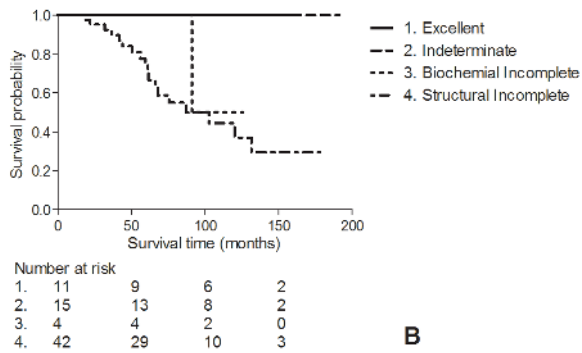 1.0
0.8
0.6
0.4
0.2
0.0
Survival probability
0 50 100 150 200
Survival time (months)
1. Excellent
2. Indeterminate
3. Biochemial Incomplete
4. Structural Incomplete
Number at risk
1. 11 9 6 2
2. 15 13 8 2
3. 4 4 2 0
4. 42 29 10 3
B